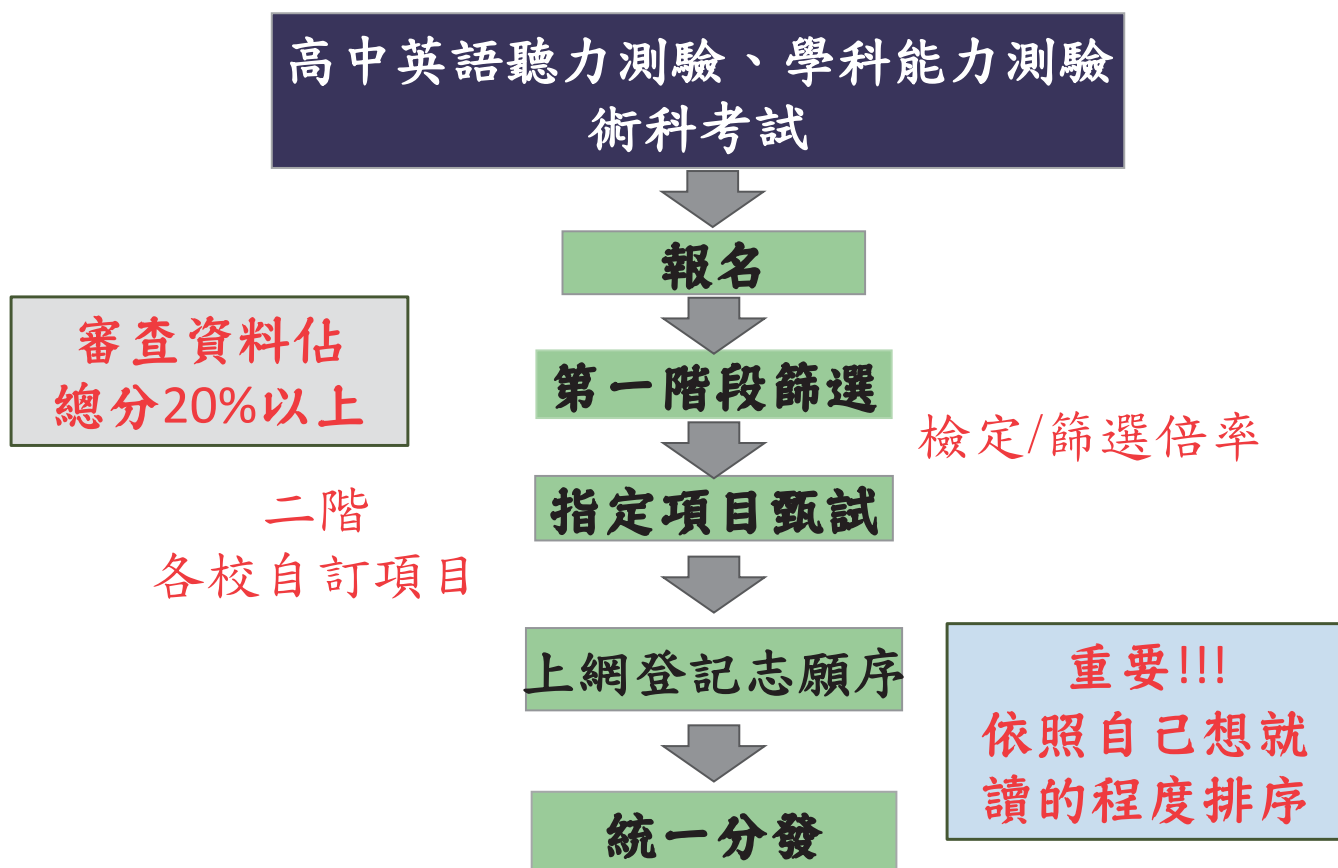 高中英語聽力測驗、學科能力測驗
術科考試
報名
審查資料佔
總分20%以上
第一階段篩選
檢定/篩選倍率
指定項目甄試
二階
各校自訂項目
上網登記志願序
重要!!!
依照自己想就
讀的程度排序
統一分發